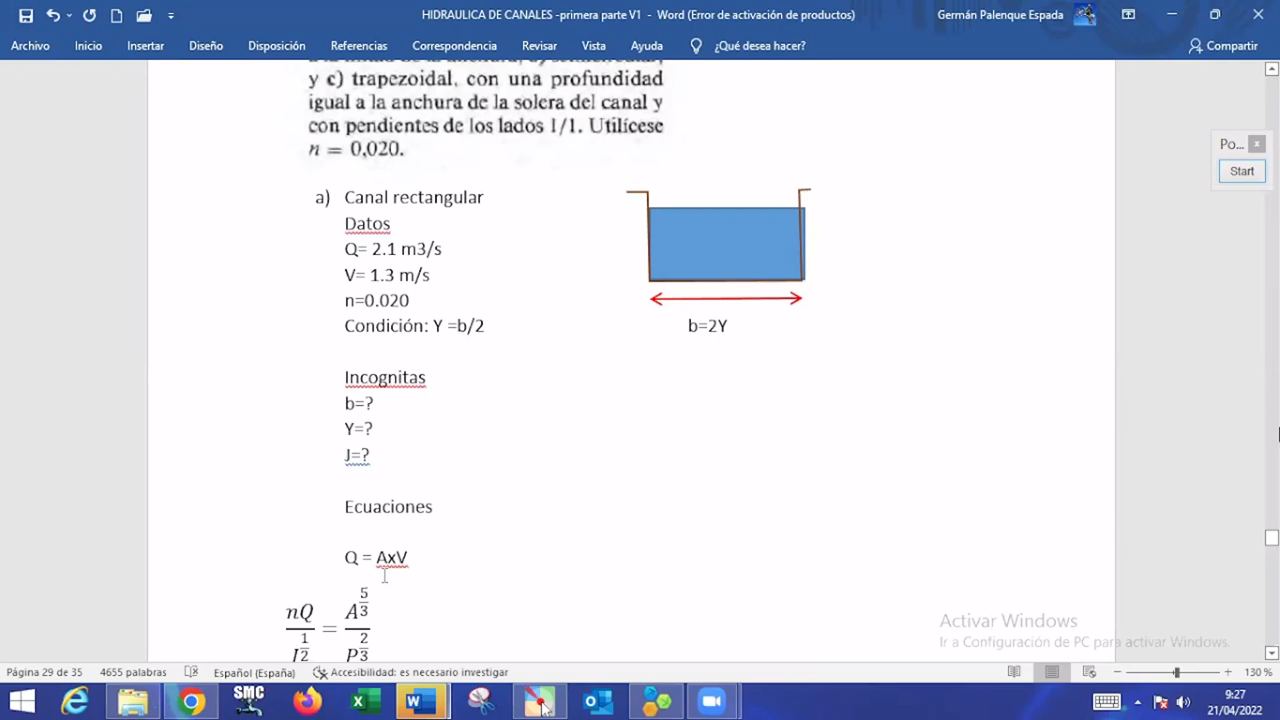 HIDRAULICA DE CANALES -primera parte V1 - Word (Error de activación de productos)
Germán Palenque Espada
Archivo Inicio Insertar Diseño Disposición Referencias Correspondencia Revisar Vista Ayuda ¿Qué desea hacer? Compartir
y c) trapezoidal, con una profundidad
igual a la anchura de la solera del canal y
con pendientes de los lados 1/1. Utilícese
n = 0,020.
Po...
Start
a) Canal rectangular
Datos
Q= 2.1 m3/s
V= 1.3 m/s
n=0.020
Condición: Y =b/2
b=2Y
Incognitas
b=?
Y=?
J=?
Ecuaciones
Q = AxV
nQ / J^1/2 = A^5/3 / P^2/3
Activar Windows
Ir a Configuración de PC para activar Windows.
Página 29 de 35 4655 palabras Español (España) Accesibilidad: es necesario investigar 130 %
SMC
9:27
21/04/2022